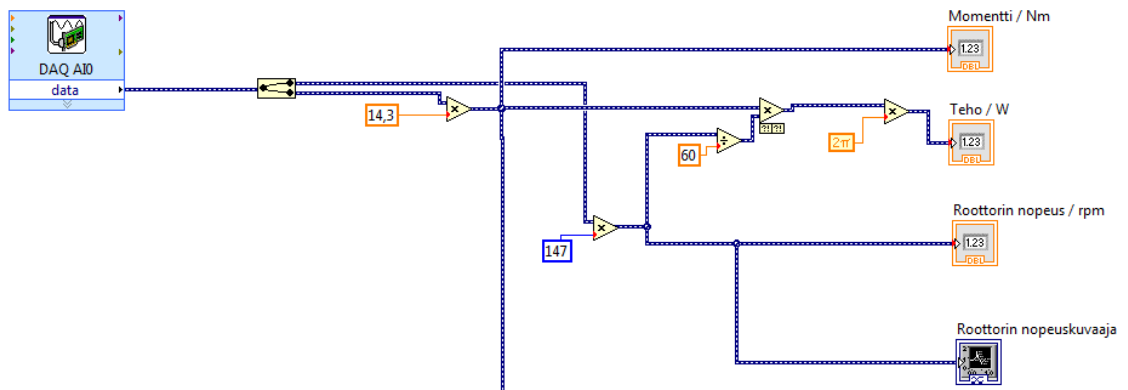 Momentti / Nm
1.23
DBL
DAQ AI0
data
14,3
Teho / W
?! ?!
2π
1.23
DBL
60
Roottorin nopeus / rpm
147
1.23
DBL
Roottorin nopeuskuvaaja